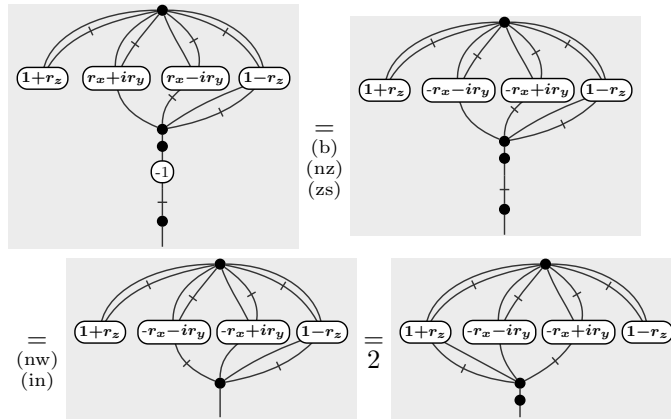 1+r_z r_x+ir_y r_x−ir_y 1−r_z
-1
=
(b)
(nz)
(zs)
1+r_z -r_x−ir_y -r_x+ir_y 1−r_z
=
(nw)
(in)
1+r_z -r_x−ir_y -r_x+ir_y 1−r_z
=
2
1+r_z -r_x−ir_y -r_x+ir_y 1−r_z